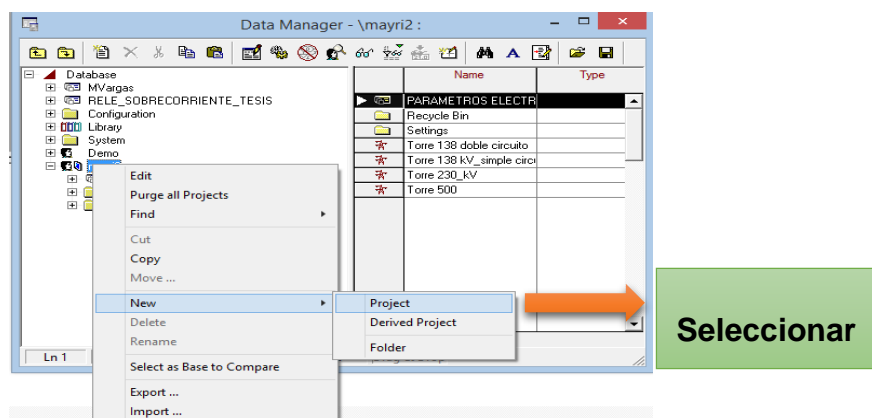 Data Manager - \mayri2 :
Database
MVargas
RELE_SOBRECORRIENTE_TESIS
Configuration
Library
System
Demo
Name
Type
PARAMETROS ELECTR
Recycle Bin
Settings
Torre 138 doble circuito
Torre 138 kV_simple circu
Torre 230_kV
Torre 500
Edit
Purge all Projects
Find
Cut
Copy
Move ...
New
Delete
Rename
Select as Base to Compare
Export ...
Import ...
Project
Derived Project
Folder
Seleccionar
Ln 1